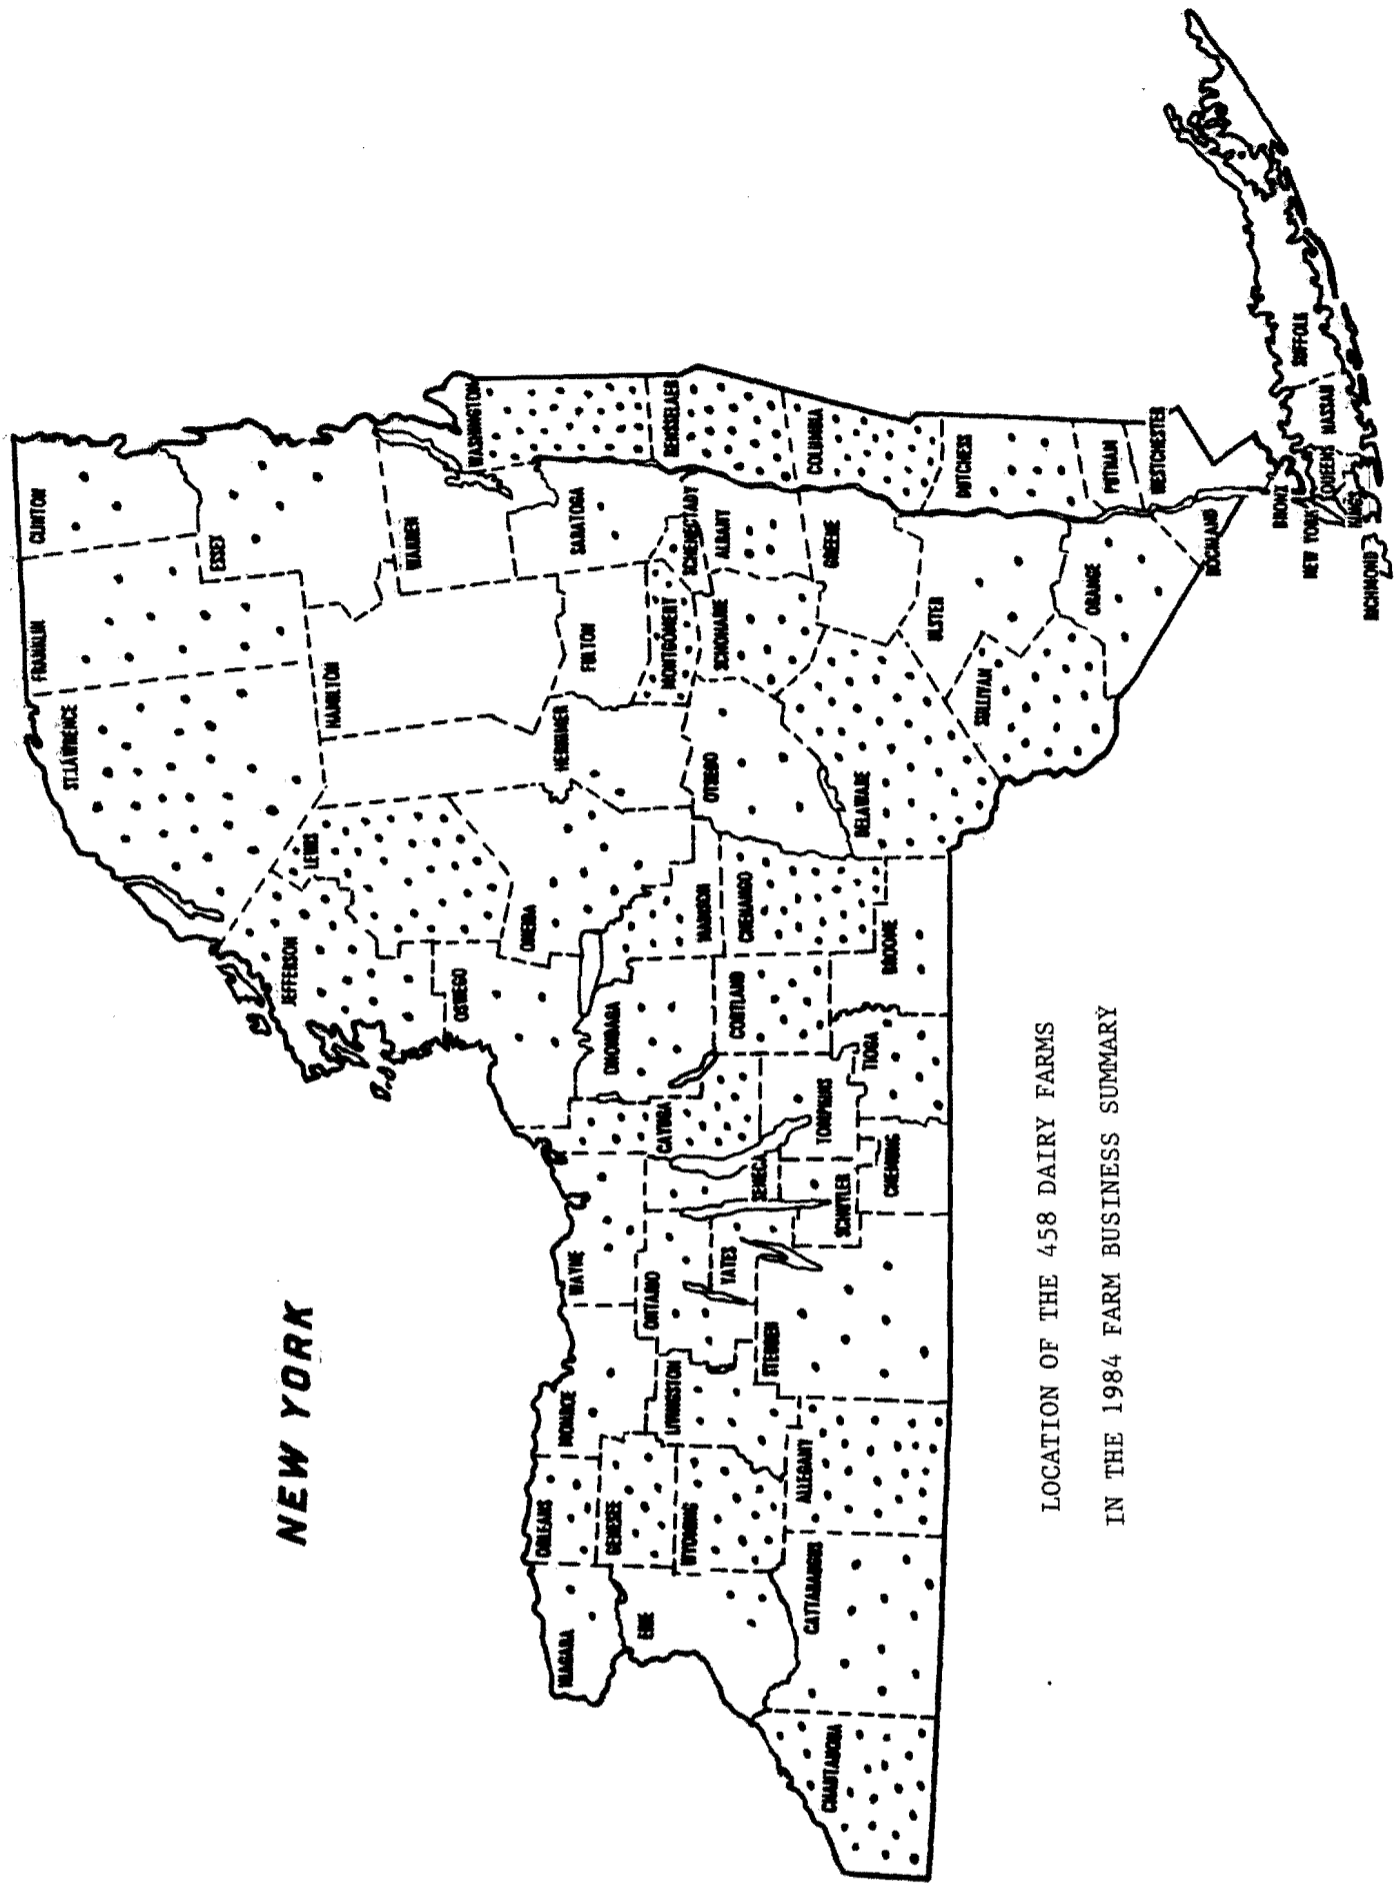 NEW YORK
CLINTON
FRANKLIN
ST.LAWRENCE
ESSEX
JEFFERSON
LEWIS
HAMILTON
WARREN
WASHINGTON
OSWEGO
ONEIDA
HERKIMER
FULTON
SARATOGA
NIAGARA
ORLEANS
MONROE
WAYNE
CAYUGA
ONONDAGA
MADISON
MONTGOMERY
SCHENECTADY
RENSSELAER
ERIE
GENESEE
WYOMING
LIVINGSTON
ONTARIO
YATES
SENECA
CORTLAND
CHENANGO
OTSEGO
SCHOHARIE
ALBANY
COLUMBIA
GREENE
CHAUTAUQUA
CATTARAUGUS
ALLEGANY
STEUBEN
SCHUYLER
TOMPKINS
CHEMUNG
TIOGA
BROOME
DELAWARE
ULSTER
DUTCHESS
SULLIVAN
ORANGE
PUTNAM
WESTCHESTER
ROCKLAND
BRONX
NEW YORK
QUEENS
KINGS
RICHMOND
NASSAU
SUFFOLK
LOCATION OF THE 458 DAIRY FARMS
IN THE 1984 FARM BUSINESS SUMMARY